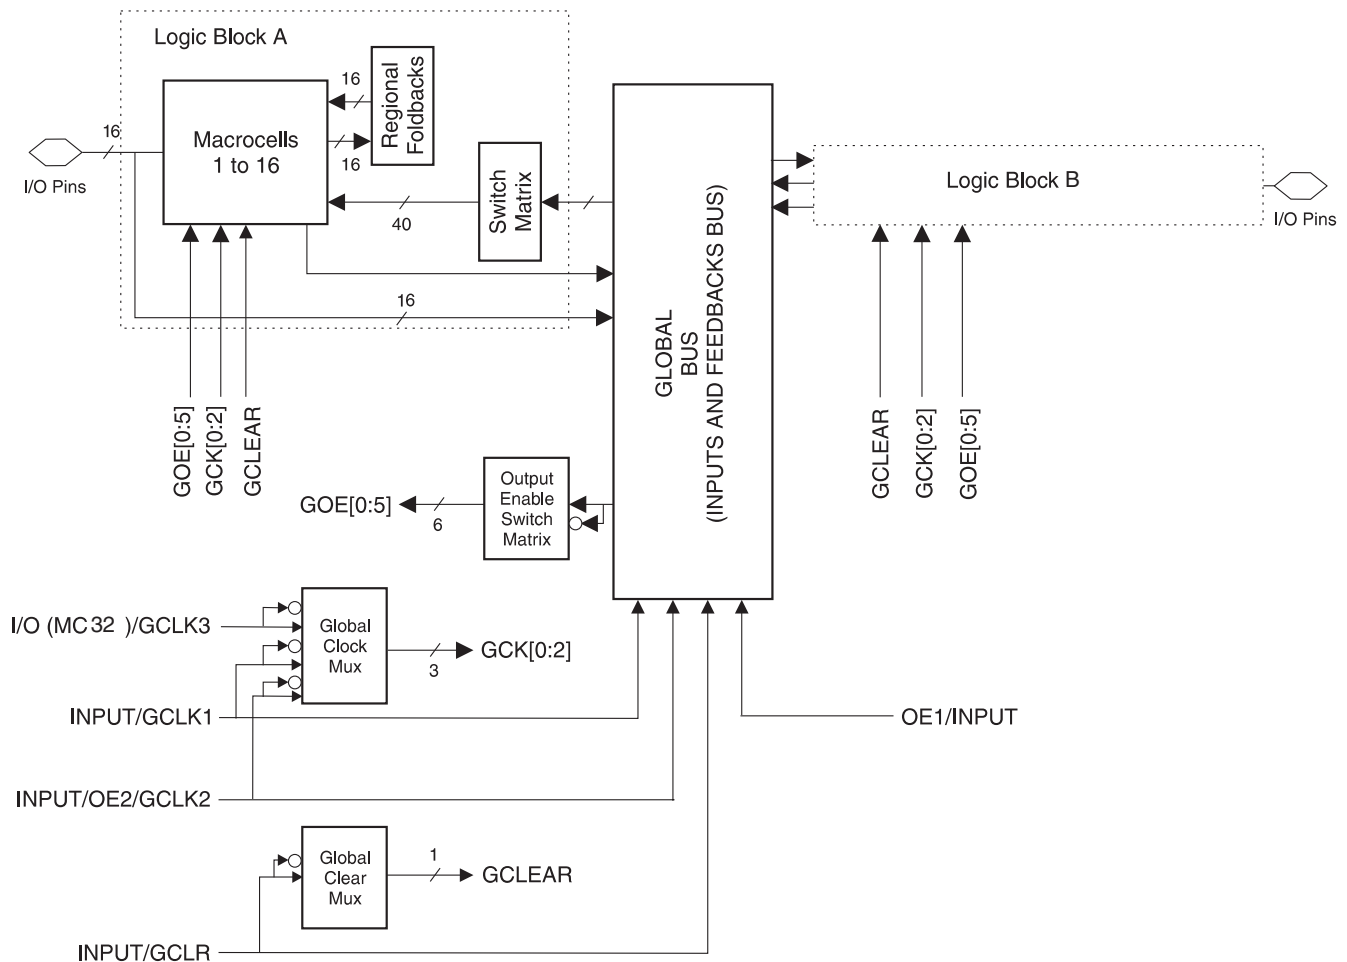 Logic Block A
16
Regional
Foldbacks
16
Macrocells
1 to 16
16
I/O Pins
Switch
Matrix
40
16
GOE[0:5]
GCK[0:2]
GCLEAR
GLOBAL
BUS
(INPUTS AND FEEDBACKS BUS)
Logic Block B
I/O Pins
GCLEAR
GCK[0:2]
GOE[0:5]
Output
Enable
Switch
Matrix
GOE[0:5]
6
I/O (MC32 )/GCLK3
Global
Clock
Mux
3
GCK[0:2]
INPUT/GCLK1
OE1/INPUT
INPUT/OE2/GCLK2
Global
Clear
Mux
1
GCLEAR
INPUT/GCLR